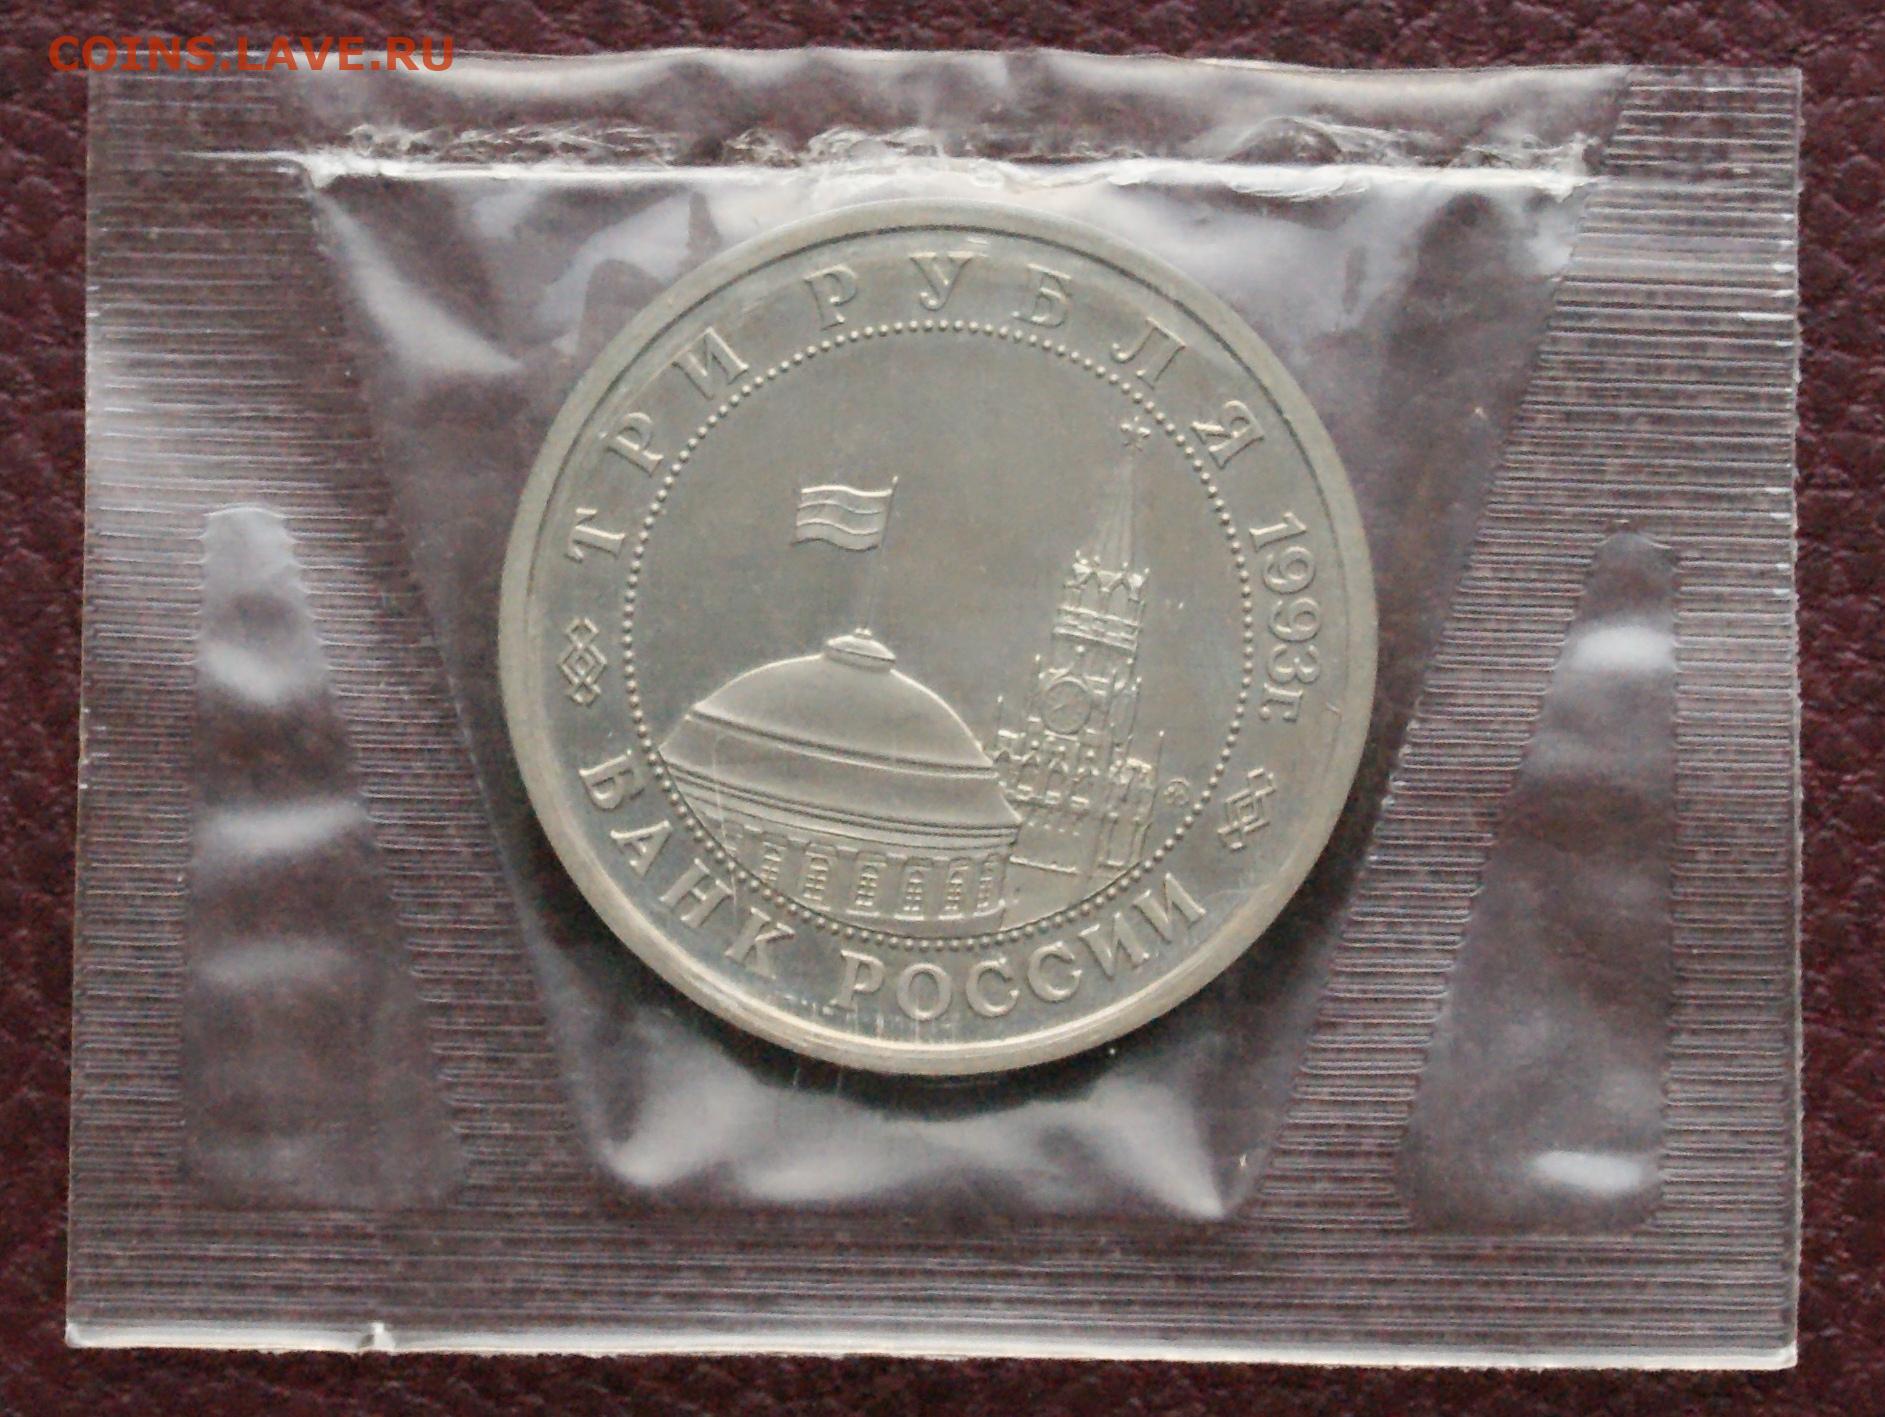 COINS.LAVE.RU
ТРИ РУБЛЯ 1993г.
БАНК РОССИИ